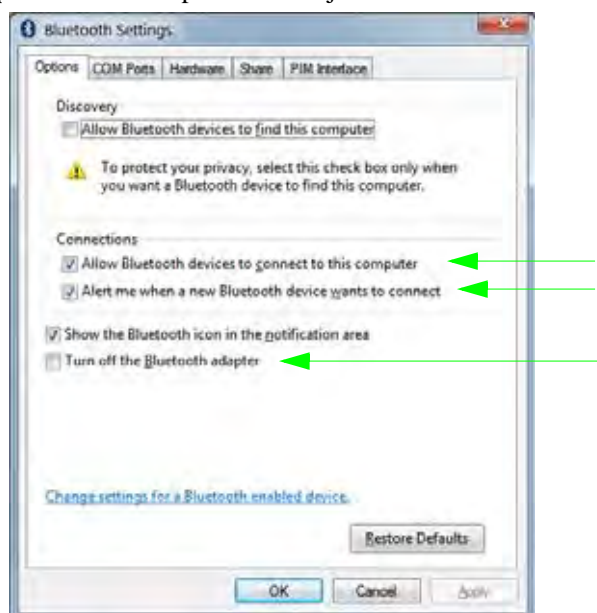 Bluetooth Settings
Options COM Ports Hardware Share PIM Interface
Discovery
Allow Bluetooth devices to find this computer
To protect your privacy, select this check box only when
you want a Bluetooth device to find this computer.
Connections
Allow Bluetooth devices to connect to this computer
Alert me when a new Bluetooth device wants to connect
Show the Bluetooth icon in the notification area
Turn off the Bluetooth adapter
Change settings for a Bluetooth enabled device.
Restore Defaults
OK Cancel Apply